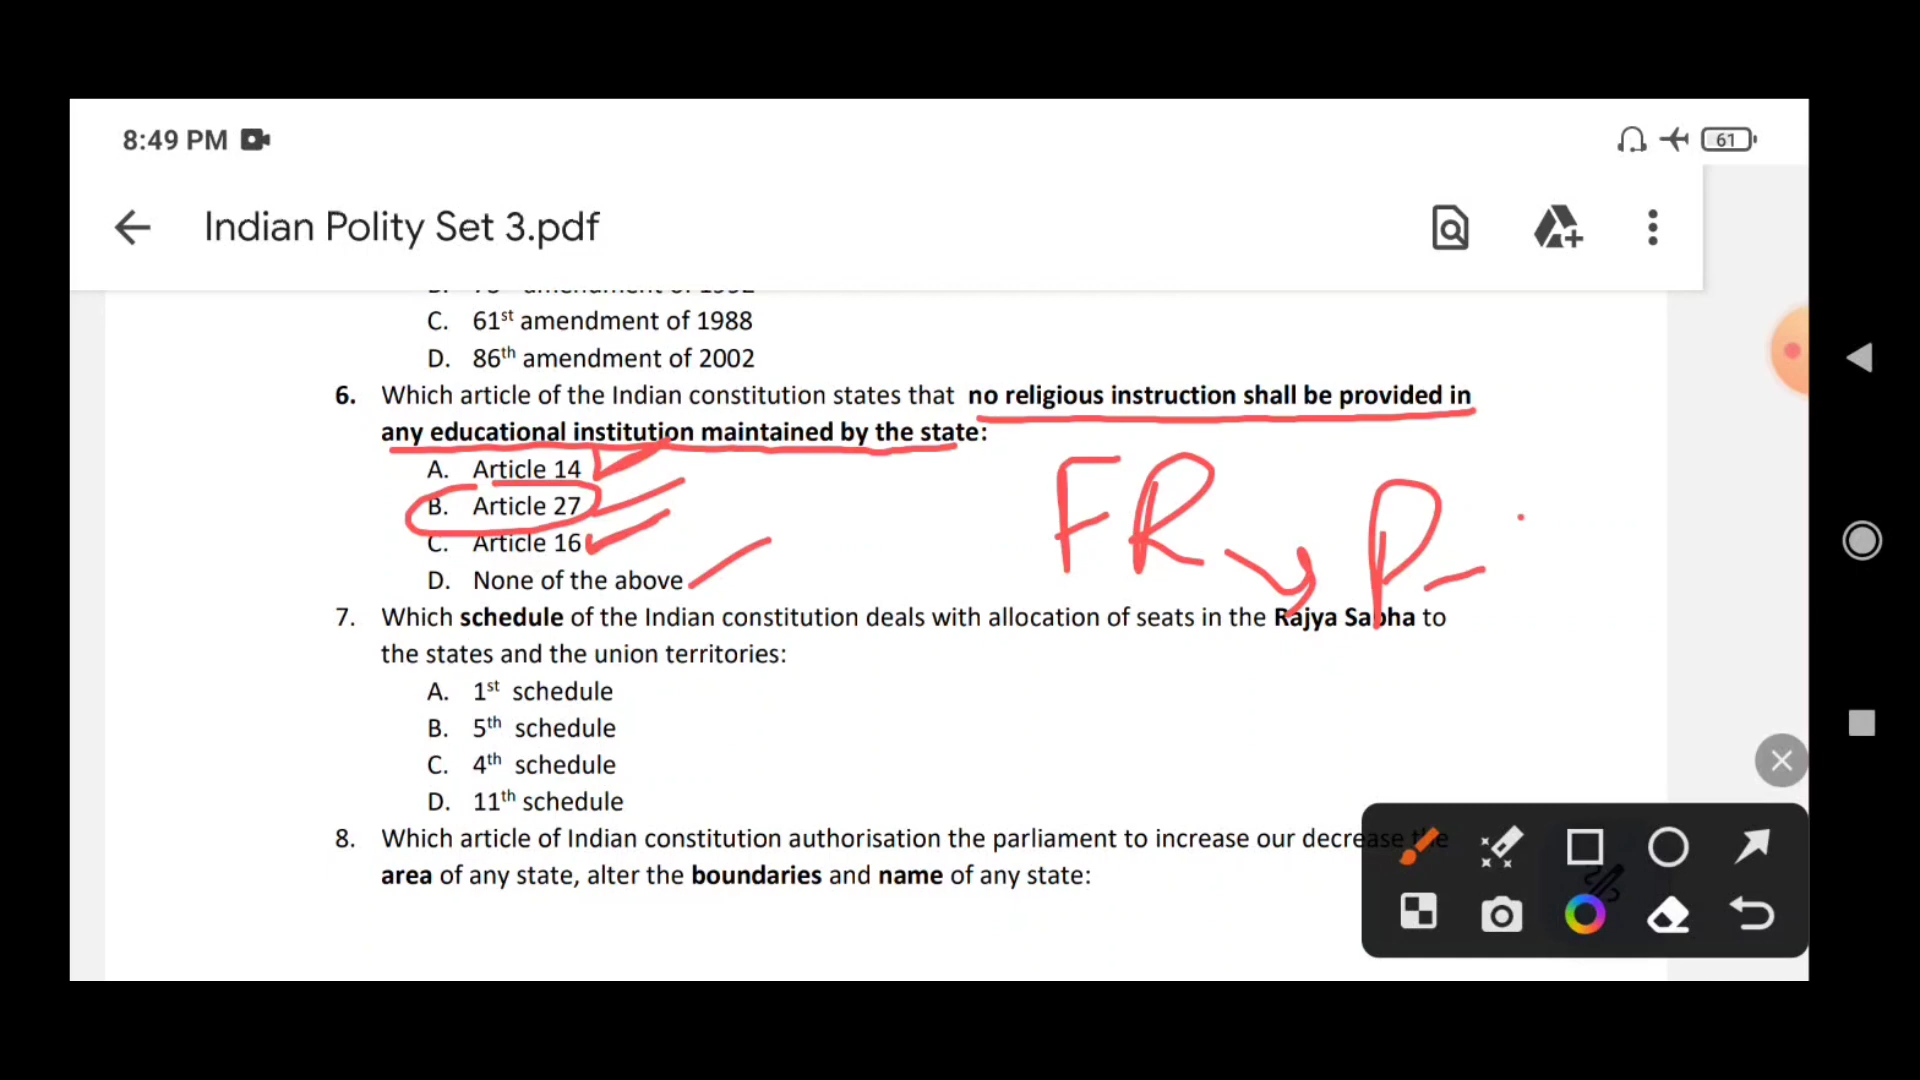 8:49 PM
61
Indian Polity Set 3.pdf
C. 61st amendment of 1988
D. 86th amendment of 2002
6. Which article of the Indian constitution states that no religious instruction shall be provided in
any educational institution maintained by the state:
A. Article 14
B. Article 27
C. Article 16
D. None of the above
FR P
7. Which schedule of the Indian constitution deals with allocation of seats in the Rajya Sabha to
the states and the union territories:
A. 1st schedule
B. 5th schedule
C. 4th schedule
D. 11th schedule
8. Which article of Indian constitution authorisation the parliament to increase our decrease the
area of any state, alter the boundaries and name of any state: